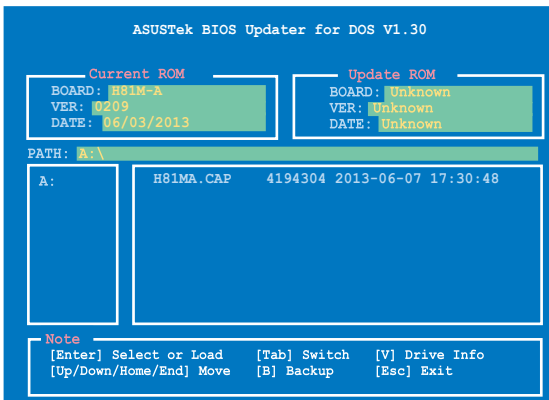 ASUSTek BIOS Updater for DOS V1.30
Current ROM
BOARD: H81M-A
VER: 0209
DATE: 06/03/2013
Update ROM
BOARD: Unknown
VER: Unknown
DATE: Unknown
PATH: A:\
A:
H81MA.CAP 4194304 2013-06-07 17:30:48
Note
[Enter] Select or Load [Tab] Switch [V] Drive Info
[Up/Down/Home/End] Move [B] Backup [Esc] Exit